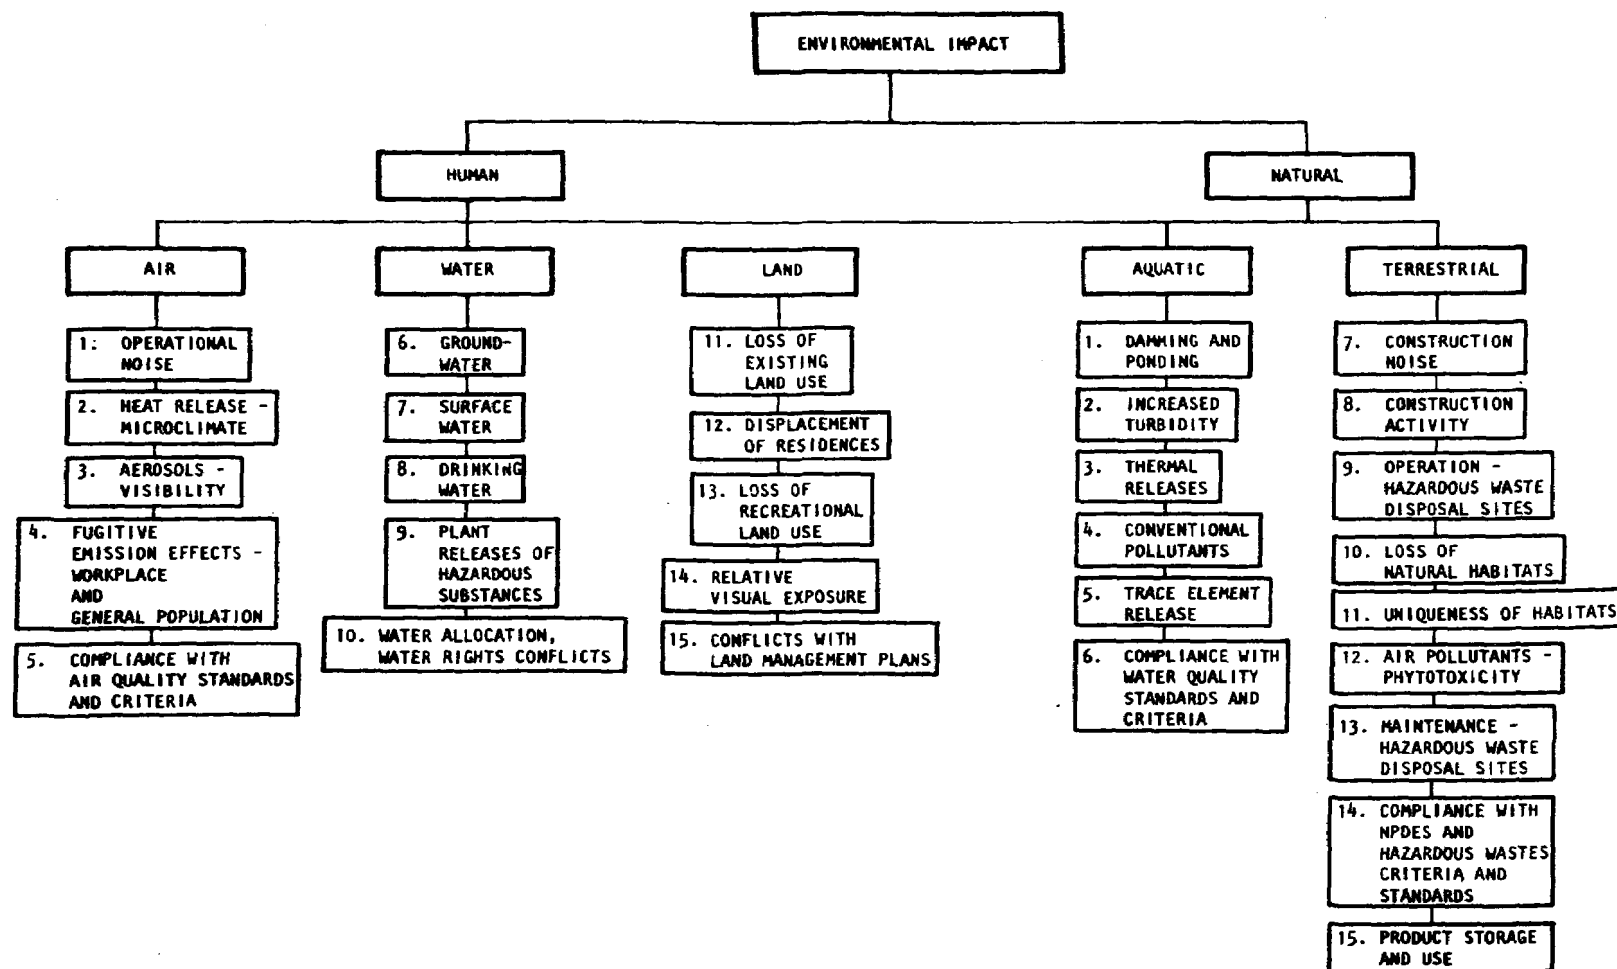 ENVIRONMENTAL IMPACT
HUMAN
NATURAL
AIR
WATER
LAND
AQUATIC
TERRESTRIAL
1: OPERATIONAL
NOISE
2. HEAT RELEASE -
MICROCLIMATE
3. AEROSOLS -
VISIBILITY
4. FUGITIVE
EMISSION EFFECTS -
WORKPLACE
AND
GENERAL POPULATION
5. COMPLIANCE WITH
AIR QUALITY STANDARDS
AND CRITERIA
6. GROUND-
WATER
7. SURFACE
WATER
8. DRINKING
WATER
9. PLANT
RELEASES OF
HAZARDOUS
SUBSTANCES
10. WATER ALLOCATION,
WATER RIGHTS CONFLICTS
11. LOSS OF
EXISTING
LAND USE
12. DISPLACEMENT
OF RESIDENCES
13. LOSS OF
RECREATIONAL
LAND USE
14. RELATIVE
VISUAL EXPOSURE
15. CONFLICTS WITH
LAND MANAGEMENT PLANS
1. DAMMING AND
PONDING
2. INCREASED
TURBIDITY
3. THERMAL
RELEASES
4. CONVENTIONAL
POLLUTANTS
5. TRACE ELEMENT
RELEASE
6. COMPLIANCE WITH
WATER QUALITY
STANDARDS AND
CRITERIA
7. CONSTRUCTION
NOISE
8. CONSTRUCTION
ACTIVITY
9. OPERATION -
HAZARDOUS WASTE
DISPOSAL SITES
10. LOSS OF
NATURAL HABITATS
11. UNIQUENESS OF HABITATS
12. AIR POLLUTANTS -
PHYTOTOXICITY
13. MAINTENANCE -
HAZARDOUS WASTE
DISPOSAL SITES
14. COMPLIANCE WITH
NPDES AND
HAZARDOUS WASTES
CRITERIA AND
STANDARDS
15. PRODUCT STORAGE
AND USE